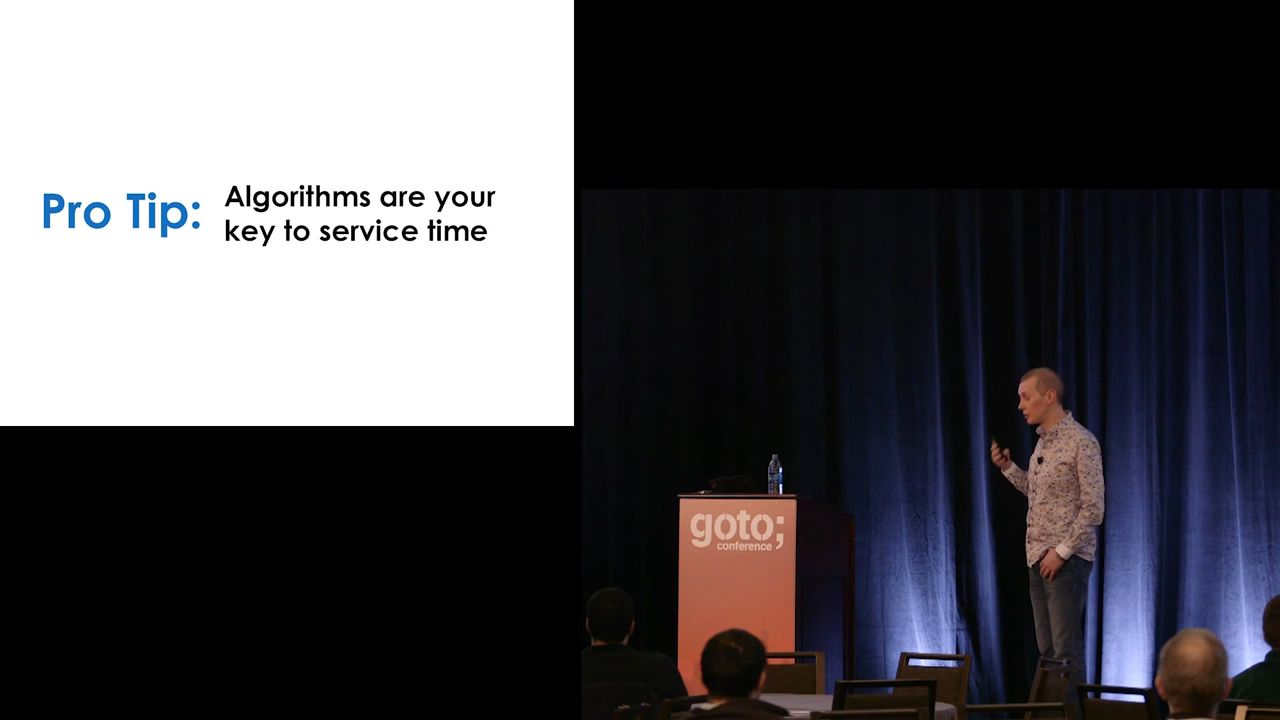 Pro Tip:
Algorithms are your
key to service time
goto;
conference